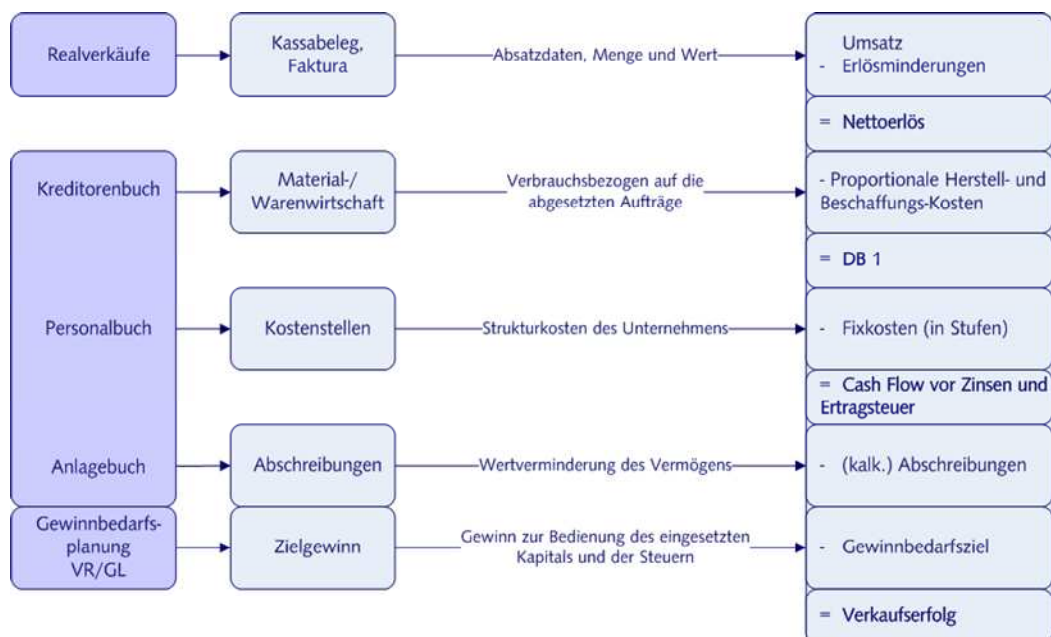 Realverkäufe
Kassabeleg,
Faktura
Absatzdaten, Menge und Wert
Umsatz
- Erlösminderungen
= Nettoerlös
Kreditorenbuch
Material-/
Warenwirtschaft
Verbrauchsbezogen auf die
abgesetzten Aufträge
- Proportionale Herstell- und
Beschaffungs-Kosten
= DB 1
Personalbuch
Kostenstellen
Strukturkosten des Unternehmens
- Fixkosten (in Stufen)
= Cash Flow vor Zinsen und
Ertragsteuer
Anlagebuch
Abschreibungen
Wertverminderung des Vermögens
- (kalk.) Abschreibungen
Gewinnbedarfs-
planung
VR/GL
Zielgewinn
Gewinn zur Bedienung des eingesetzten
Kapitals und der Steuern
- Gewinnbedarfsziel
= Verkaufserfolg